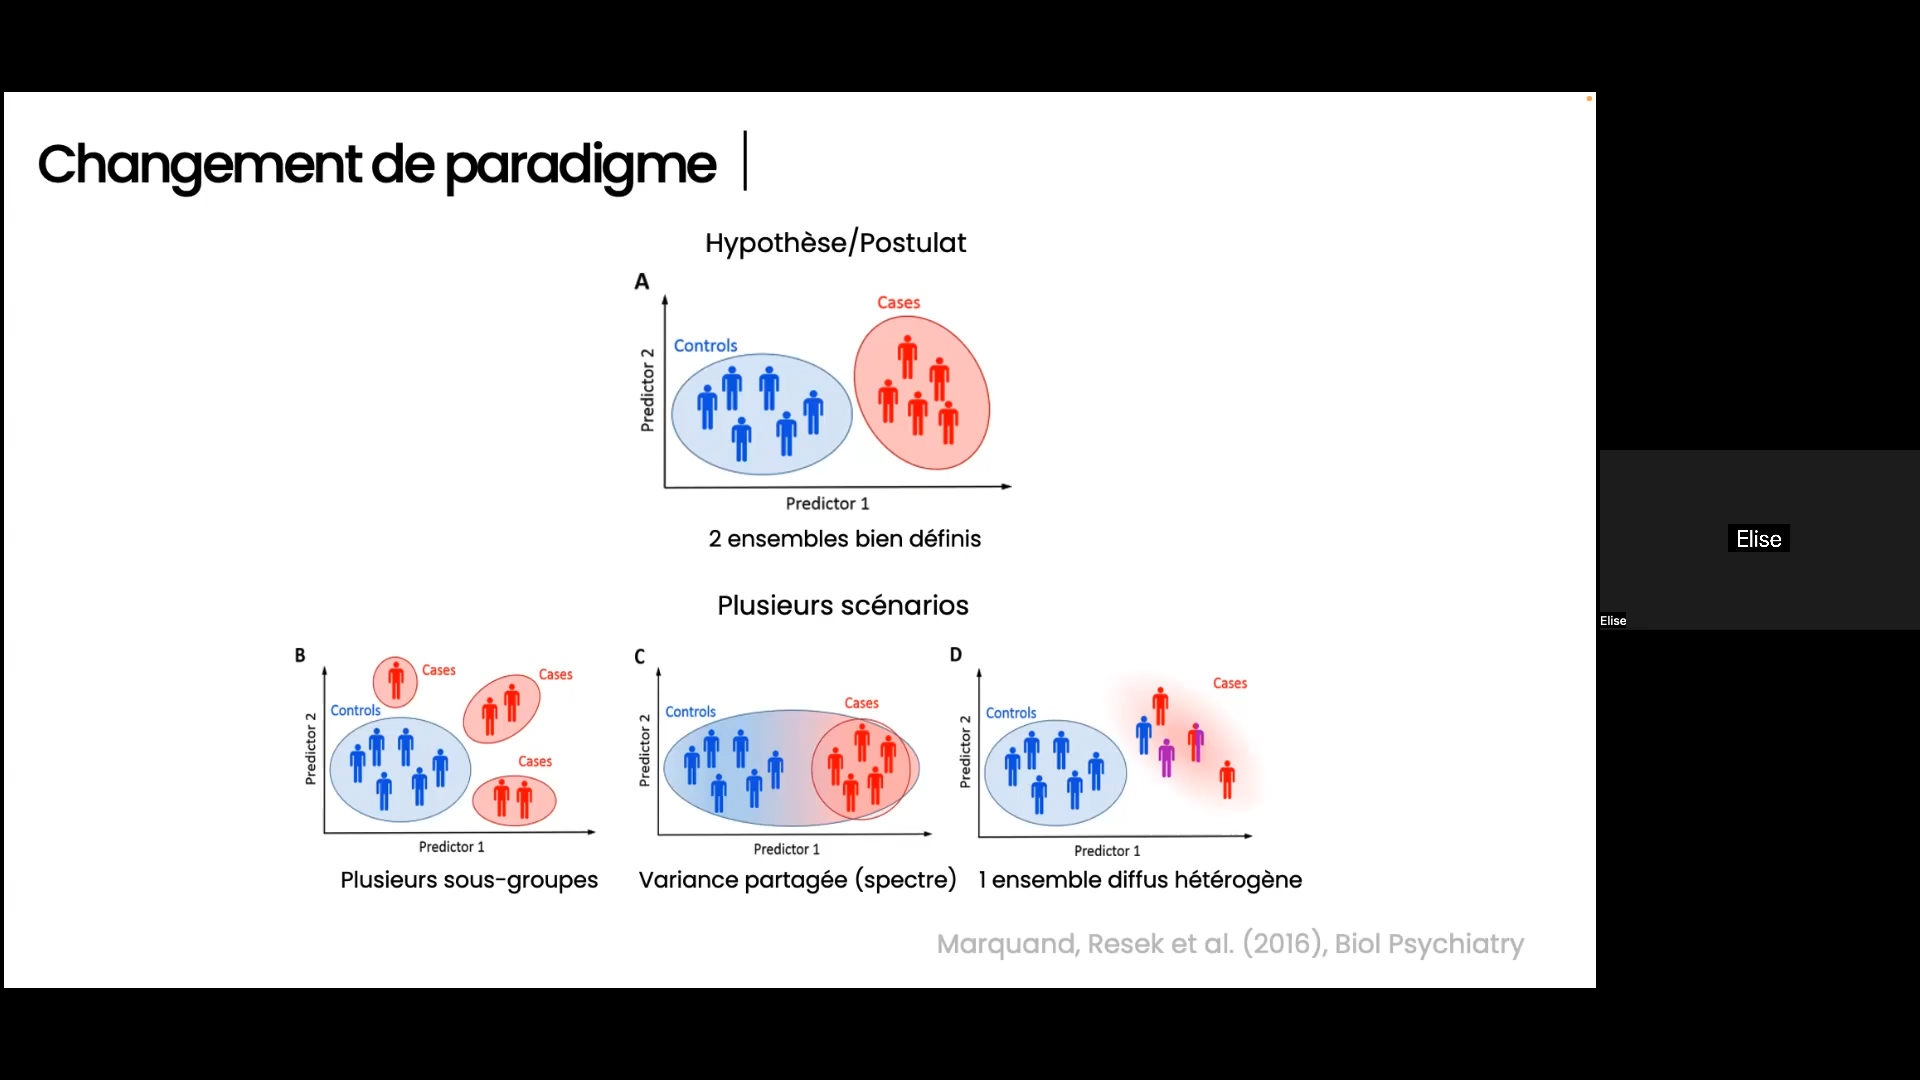 Changement de paradigme
Hypothèse/Postulat
A
Cases
Controls
Predictor 2
Predictor 1
2 ensembles bien définis
Plusieurs scénarios
B
Cases
Cases
Controls
Cases
Predictor 2
Predictor 1
Plusieurs sous-groupes
C
Cases
Controls
Predictor 2
Predictor 1
Variance partagée (spectre)
D
Cases
Controls
Predictor 2
Predictor 1
1 ensemble diffus hétérogène
Marquand, Resek et al. (2016), Biol Psychiatry
Elise
Elise